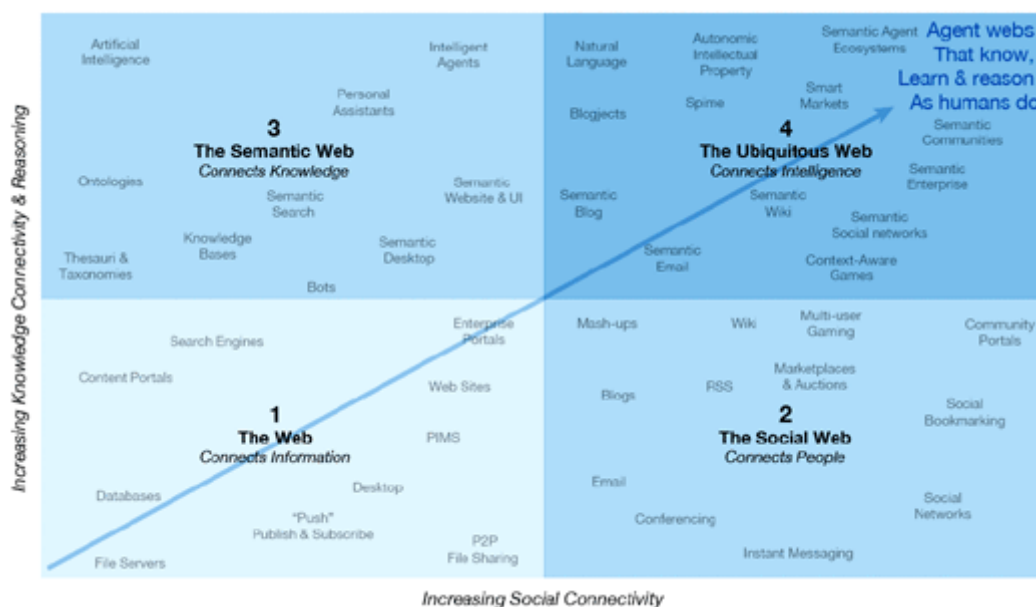 Increasing Knowledge Connectivity & Reasoning
Artificial
Intelligence
Intelligent
Agents
Personal
Assistants
3
The Semantic Web
Connects Knowledge
Ontologies
Semantic
Search
Semantic
Website & UI
Knowledge
Bases
Semantic
Desktop
Thesauri &
Taxonomies
Bots
Natural
Language
Autonomic
Intellectual
Property
Semantic Agent
Ecosystems
Agent webs
That know,
Learn & reason
As humans do
Blogjects
Spime
Smart
Markets
4
The Ubiquitous Web
Connects Intelligence
Semantic
Communities
Semantic
Enterprise
Semantic
Blog
Semantic
Wiki
Semantic
Social networks
Semantic
Email
Context-Aware
Games
Search Engines
Enterprise
Portals
Content Portals
Web Sites
1
The Web
Connects Information
PIMS
Databases
Desktop
"Push"
Publish & Subscribe
P2P
File Sharing
File Servers
Mash-ups
Wiki
Multi-user
Gaming
Community
Portals
Blogs
RSS
Marketplaces
& Auctions
Social
Bookmarking
2
The Social Web
Connects People
Email
Conferencing
Social
Networks
Instant Messaging
Increasing Social Connectivity